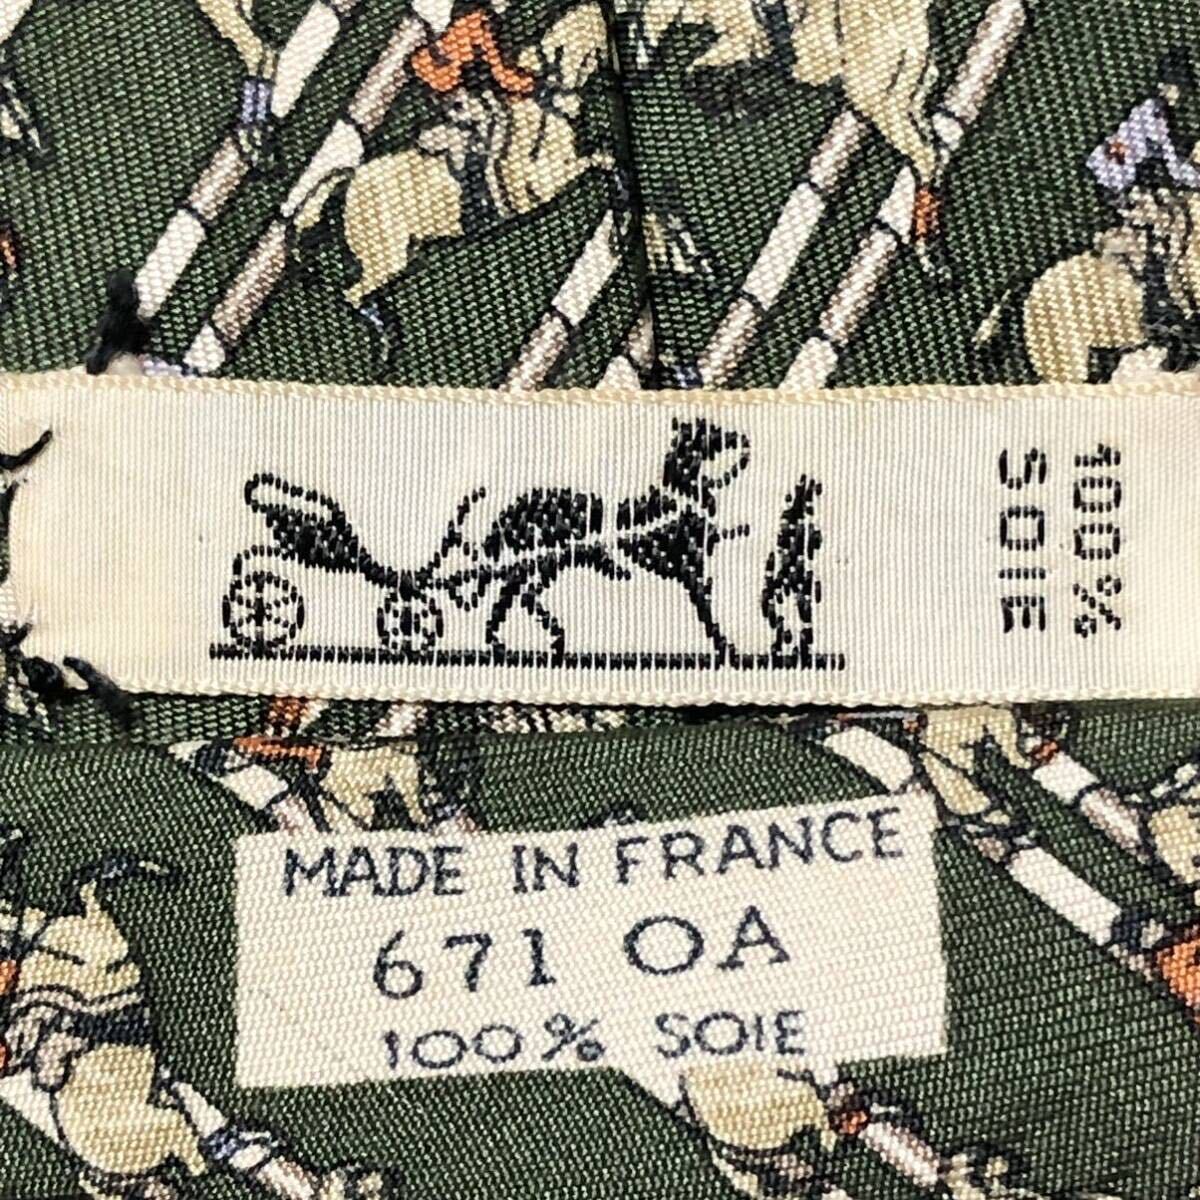 100%
SOIE
MADE IN FRANCE
671 OA
100% SOIE